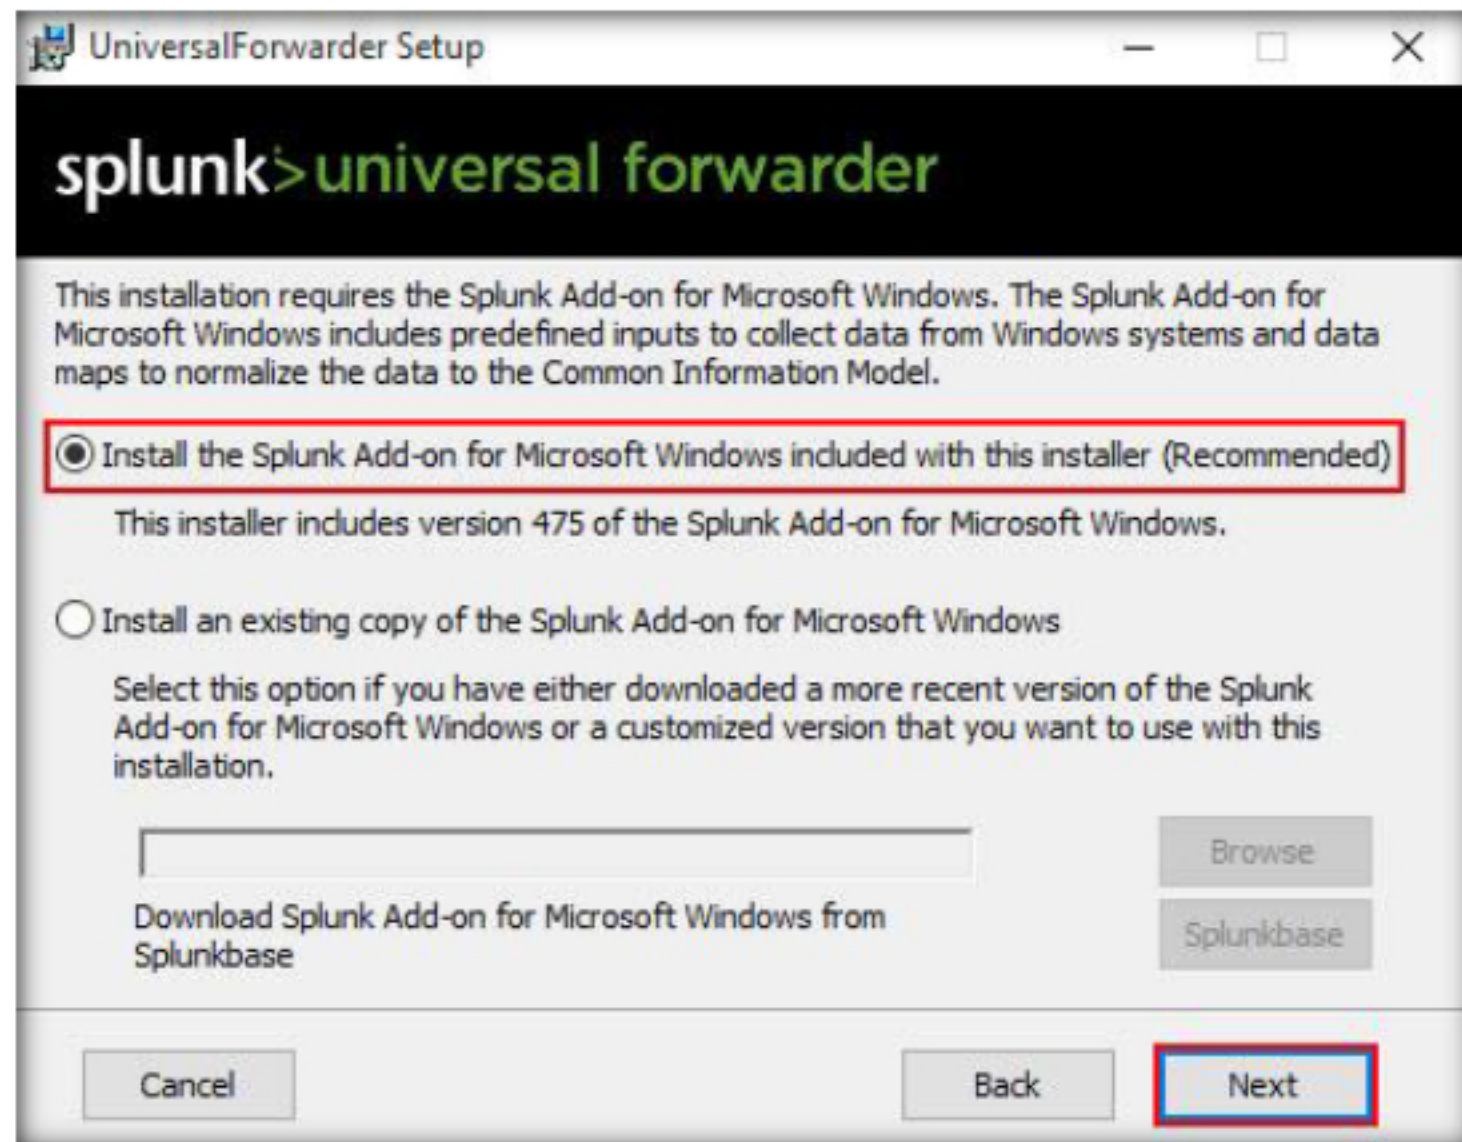 UniversalForwarder Setup
splunk>universal forwarder
This installation requires the Splunk Add-on for Microsoft Windows. The Splunk Add-on for
Microsoft Windows includes predefined inputs to collect data from Windows systems and data
maps to normalize the data to the Common Information Model.
Install the Splunk Add-on for Microsoft Windows included with this installer (Recommended)
This installer includes version 475 of the Splunk Add-on for Microsoft Windows.
Install an existing copy of the Splunk Add-on for Microsoft Windows
Select this option if you have either downloaded a more recent version of the Splunk
Add-on for Microsoft Windows or a customized version that you want to use with this
installation.
Browse
Download Splunk Add-on for Microsoft Windows from
Splunkbase
Splunkbase
Cancel
Back
Next